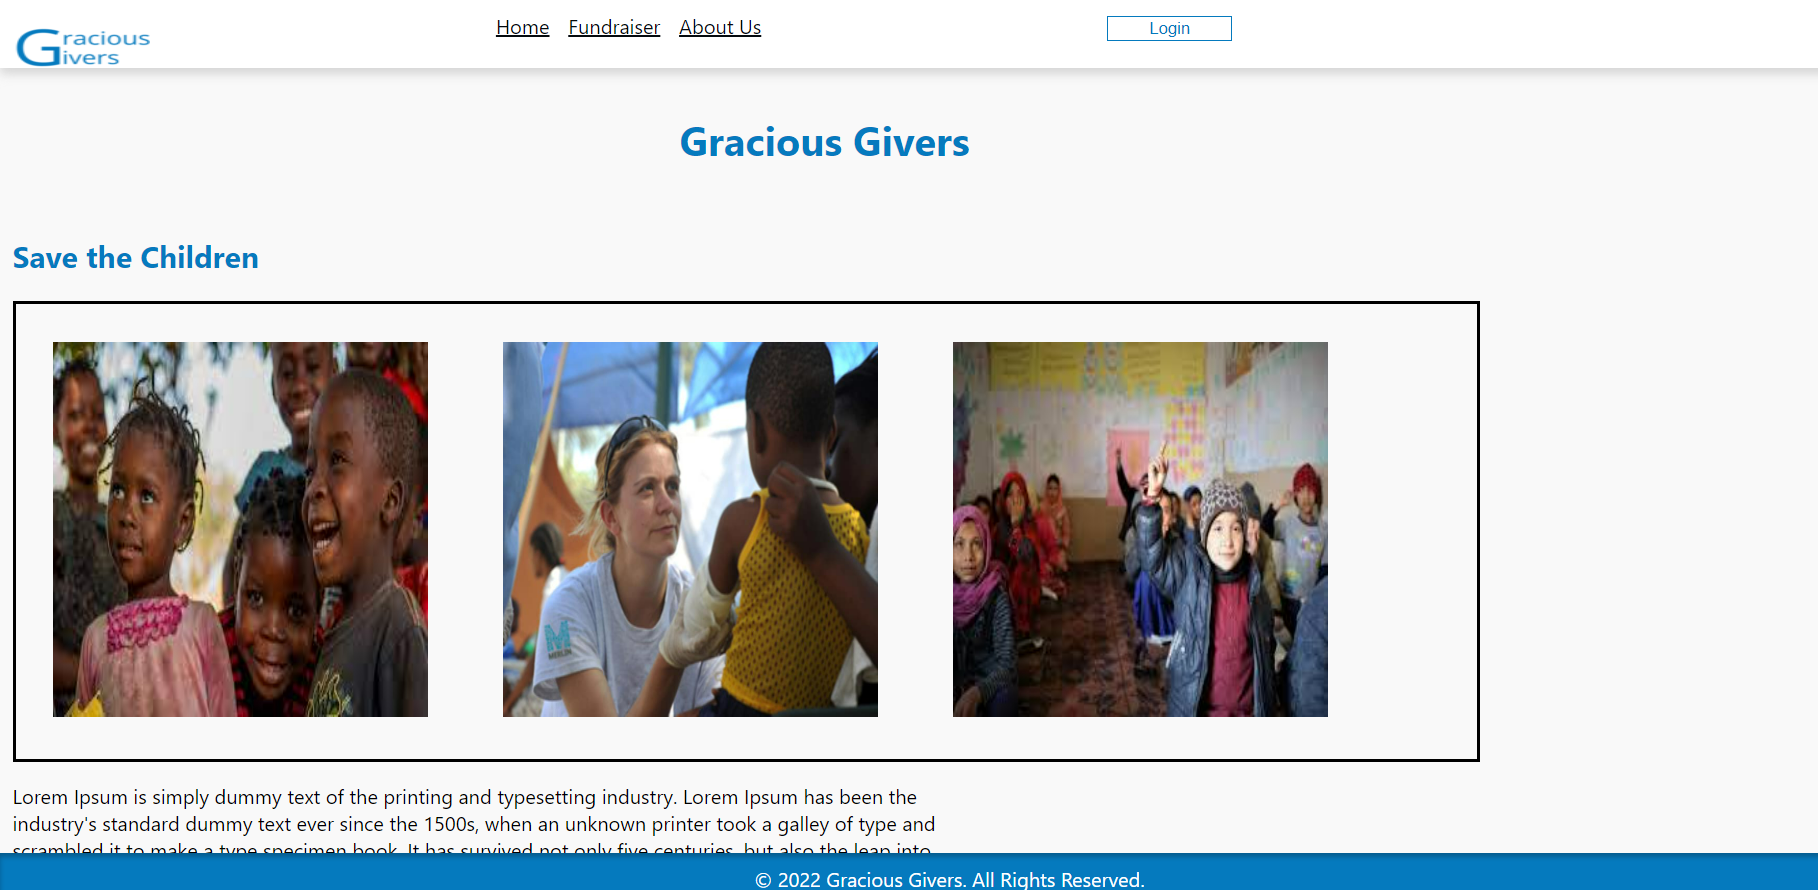 Gracious
Givers
Home Fundraiser About Us
Login
Gracious Givers
Save the Children
M
MERLIN
Lorem Ipsum is simply dummy text of the printing and typesetting industry. Lorem Ipsum has been the
industry's standard dummy text ever since the 1500s, when an unknown printer took a galley of type and
scrambled it to make a type specimen book. It has survived not only five centuries, but also the leap into
© 2022 Gracious Givers. All Rights Reserved.